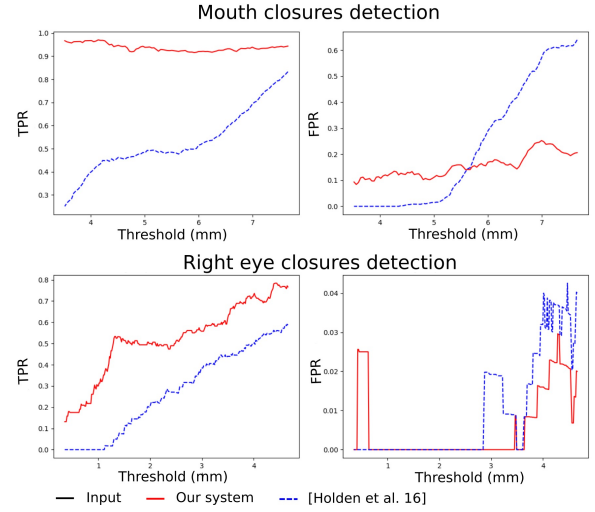 Mouth closures detection
TPR
1.0
0.9
0.8
0.7
0.6
0.5
0.4
0.3
4 5 6 7
Threshold (mm)
FPR
0.6
0.5
0.4
0.3
0.2
0.1
0.0
4 5 6 7
Threshold (mm)
Right eye closures detection
TPR
0.8
0.7
0.6
0.5
0.4
0.3
0.2
0.1
0.0
1 2 3 4
Threshold (mm)
FPR
0.04
0.03
0.02
0.01
0.00
1 2 3 4
Threshold (mm)
Input Our system [Holden et al. 16]